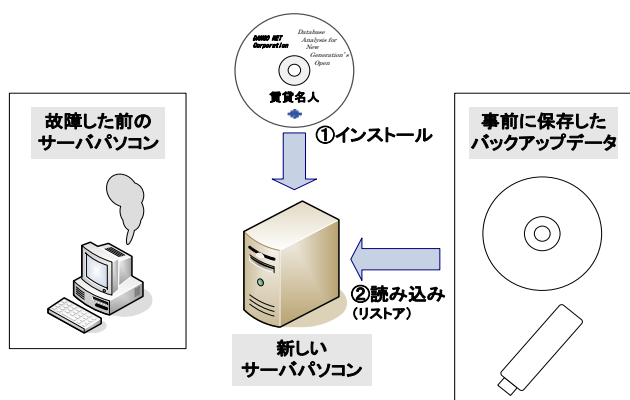 DANGO NET
Corporation
Database
Analysis for
New
Generation's
Open
賃貸名人
故障した前の
サーバパソコン
①インストール
事前に保存した
バックアップデータ
②読み込み
(リストア)
新しい
サーバパソコン